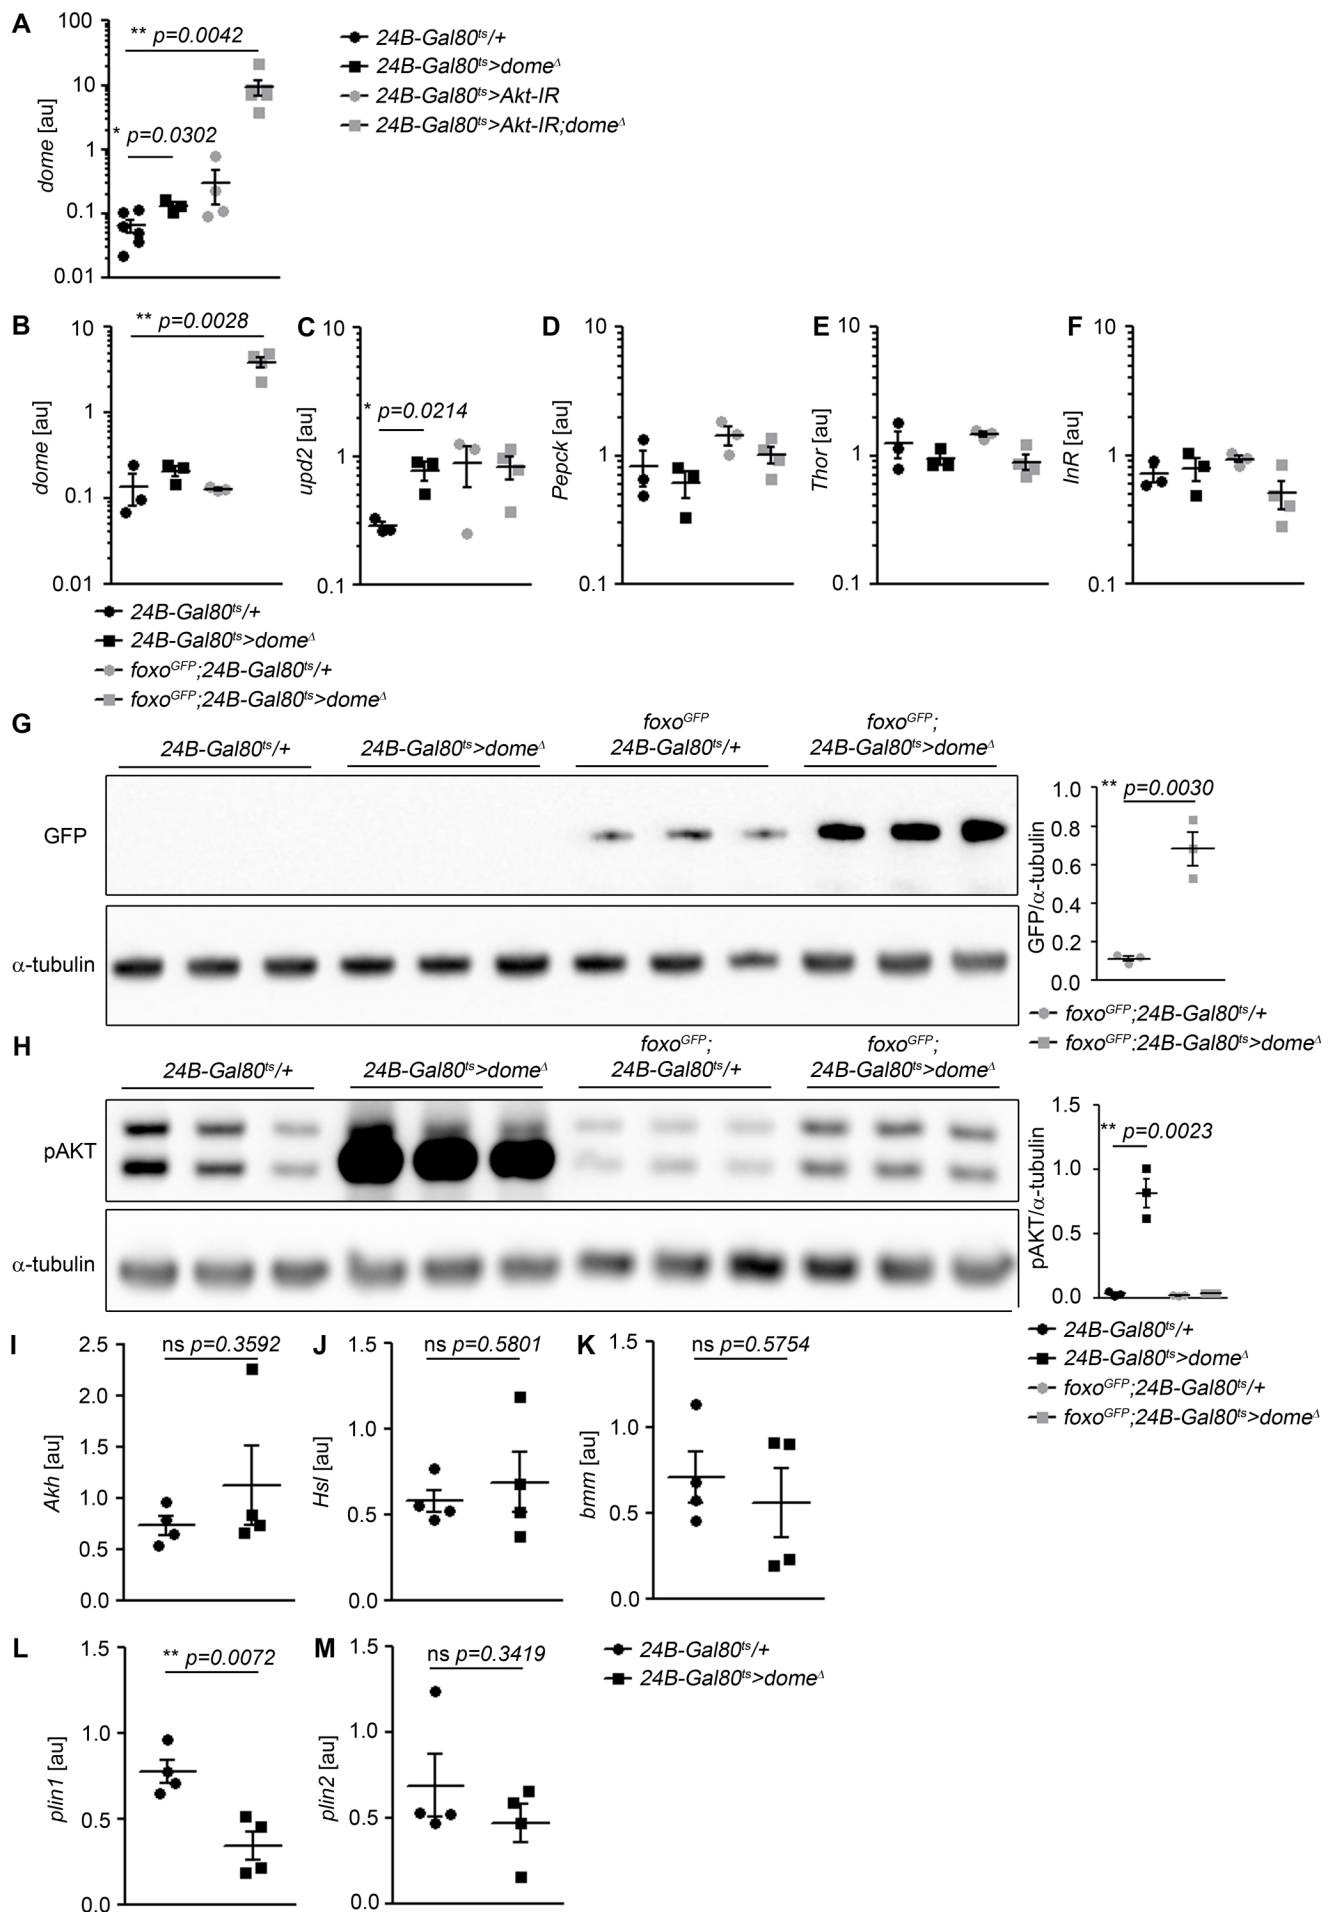 A
100
10
1
0.1
0.01
dome [au]
** p=0.0042
* p=0.0302
24B-Gal80ts/+
24B-Gal80ts>domeΔ
24B-Gal80ts>Akt-IR
24B-Gal80ts>Akt-IR;domeΔ
B
10
1
0.1
0.01
dome [au]
** p=0.0028
C
10
1
0.1
upd2 [au]
* p=0.0214
D
10
1
0.1
Pepck [au]
E
10
1
0.1
Thor [au]
F
10
1
0.1
InR [au]
24B-Gal80ts/+
24B-Gal80ts>domeΔ
foxoGFP;24B-Gal80ts/+
foxoGFP;24B-Gal80ts>domeΔ
G
24B-Gal80ts/+
24B-Gal80ts>domeΔ
foxoGFP
24B-Gal80ts/+
foxoGFP;
24B-Gal80ts>domeΔ
GFP
α-tubulin
1.0
0.8
0.6
0.4
0.2
0.0
GFP/α-tubulin
** p=0.0030
foxoGFP;24B-Gal80ts/+
foxoGFP;24B-Gal80ts>domeΔ
H
24B-Gal80ts/+
24B-Gal80ts>domeΔ
foxoGFP;
24B-Gal80ts/+
foxoGFP;
24B-Gal80ts>domeΔ
pAKT
α-tubulin
1.5
1.0
0.5
0.0
pAKT/α-tubulin
** p=0.0023
24B-Gal80ts/+
24B-Gal80ts>domeΔ
foxoGFP;24B-Gal80ts/+
foxoGFP;24B-Gal80ts>domeΔ
I
2.5
2.0
1.5
1.0
0.5
0.0
Akh [au]
ns p=0.3592
J
1.5
1.0
0.5
0.0
Hsl [au]
ns p=0.5801
K
1.5
1.0
0.5
0.0
bmm [au]
ns p=0.5754
L
1.5
1.0
0.5
0.0
plin1 [au]
** p=0.0072
M
1.5
1.0
0.5
0.0
plin2 [au]
ns p=0.3419
24B-Gal80ts/+
24B-Gal80ts>domeΔ